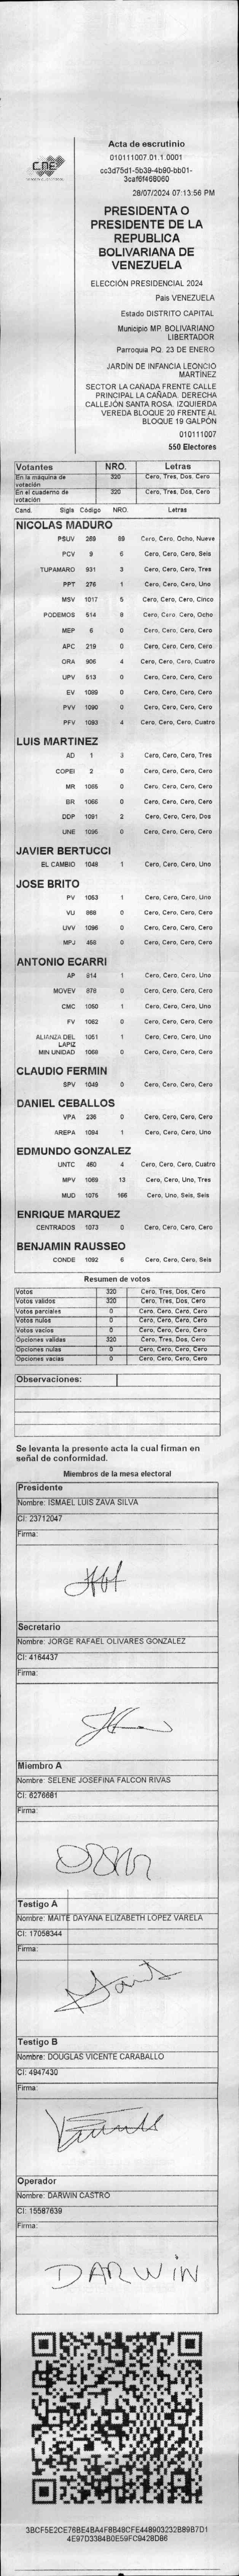 CNE
Acta de escrutinio
010111007.01.1.0001
cc3d75d1-5b39-4b90-bb01-
3caf6f468060
28/07/2024 07:13:56 PM
PRESIDENTA O
PRESIDENTE DE LA
REPUBLICA
BOLIVARIANA DE
VENEZUELA
ELECCIÓN PRESIDENCIAL 2024
Pais VENEZUELA
Estado DISTRITO CAPITAL
Municipio MP. BOLIVARIANO
LIBERTADOR
Parroquia PQ. 23 DE ENERO
JARDÍN DE INFANCIA LEONCIO
MARTÍNEZ
SECTOR LA CAÑADA FRENTE CALLE
PRINCIPAL LA CAÑADA. DERECHA
CALLEJÓN SANTA ROSA. IZQUIERDA
VEREDA BLOQUE 20 FRENTE AL
BLOQUE 19 GALPÓN
010111007
550 Electores
Votantes NRO. Letras
En la máquina de votación 320 Cero, Tres, Dos, Cero
En el cuaderno de votación 320 Cero, Tres, Dos, Cero
Cand. Sigla Código NRO. Letras
NICOLAS MADURO
PSUV 269 89 Cero, Cero, Ocho, Nueve
PCV 9 6 Cero, Cero, Cero, Seis
TUPAMARO 931 3 Cero, Cero, Cero, Tres
PPT 276 1 Cero, Cero, Cero, Uno
MSV 1017 5 Cero, Cero, Cero, Cinco
PODEMOS 514 8 Cero, Cero, Cero, Ocho
MEP 6 0 Cero, Cero, Cero, Cero
APC 219 0 Cero, Cero, Cero, Cero
ORA 906 4 Cero, Cero, Cero, Cuatro
UPV 513 0 Cero, Cero, Cero, Cero
EV 1089 0 Cero, Cero, Cero, Cero
PVV 1090 0 Cero, Cero, Cero, Cero
PFV 1093 4 Cero, Cero, Cero, Cuatro
LUIS MARTINEZ
AD 1 3 Cero, Cero, Cero, Tres
COPEI 2 0 Cero, Cero, Cero, Cero
MR 1065 0 Cero, Cero, Cero, Cero
BR 1066 0 Cero, Cero, Cero, Cero
DDP 1091 2 Cero, Cero, Cero, Dos
UNE 1095 0 Cero, Cero, Cero, Cero
JAVIER BERTUCCI
EL CAMBIO 1048 1 Cero, Cero, Cero, Uno
JOSE BRITO
PV 1053 1 Cero, Cero, Cero, Uno
VU 868 0 Cero, Cero, Cero, Cero
UVV 1096 0 Cero, Cero, Cero, Cero
MPJ 458 0 Cero, Cero, Cero, Cero
ANTONIO ECARRI
AP 814 1 Cero, Cero, Cero, Uno
MOVEV 878 0 Cero, Cero, Cero, Cero
CMC 1050 1 Cero, Cero, Cero, Uno
FV 1062 0 Cero, Cero, Cero, Cero
ALIANZA DEL LAPIZ 1051 1 Cero, Cero, Cero, Uno
MIN UNIDAD 1068 0 Cero, Cero, Cero, Cero
CLAUDIO FERMIN
SPV 1049 0 Cero, Cero, Cero, Cero
DANIEL CEBALLOS
VPA 236 0 Cero, Cero, Cero, Cero
AREPA 1094 1 Cero, Cero, Cero, Uno
EDMUNDO GONZALEZ
UNTC 460 4 Cero, Cero, Cero, Cuatro
MPV 1069 13 Cero, Cero, Uno, Tres
MUD 1075 166 Cero, Uno, Seis, Seis
ENRIQUE MARQUEZ
CENTRADOS 1073 0 Cero, Cero, Cero, Cero
BENJAMIN RAUSSEO
CONDE 1092 6 Cero, Cero, Cero, Seis
Resumen de votos
Votos 320 Cero, Tres, Dos, Cero
Votos validos 320 Cero, Tres, Dos, Cero
Votos parciales 0 Cero, Cero, Cero, Cero
Votos nulos 0 Cero, Cero, Cero, Cero
Votos vacíos 0 Cero, Cero, Cero, Cero
Opciones validas 320 Cero, Tres, Dos, Cero
Opciones nulas 0 Cero, Cero, Cero, Cero
Opciones vacias 0 Cero, Cero, Cero, Cero
Observaciones:
Se levanta la presente acta la cual firman en
señal de conformidad.
Miembros de la mesa electoral
Presidente
Nombre: ISMAEL LUIS ZAVA SILVA
CI: 23712047
Firma:
Secretario
Nombre: JORGE RAFAEL OLIVARES GONZALEZ
CI: 4164437
Firma:
Miembro A
Nombre: SELENE JOSEFINA FALCON RIVAS
CI: 6276681
Firma:
Testigo A
Nombre: MAITE DAYANA ELIZABETH LOPEZ VARELA
CI: 17058344
Firma:
Testigo B
Nombre: DOUGLAS VICENTE CARABALLO
CI: 4947430
Firma:
Operador
Nombre: DARWIN CASTRO
CI: 15587639
Firma:
DARWIN
3BCF5E2CE76BE4BA4F8B48CFE448903232B89B7D1
4E97D3384B0E59FC9428D66